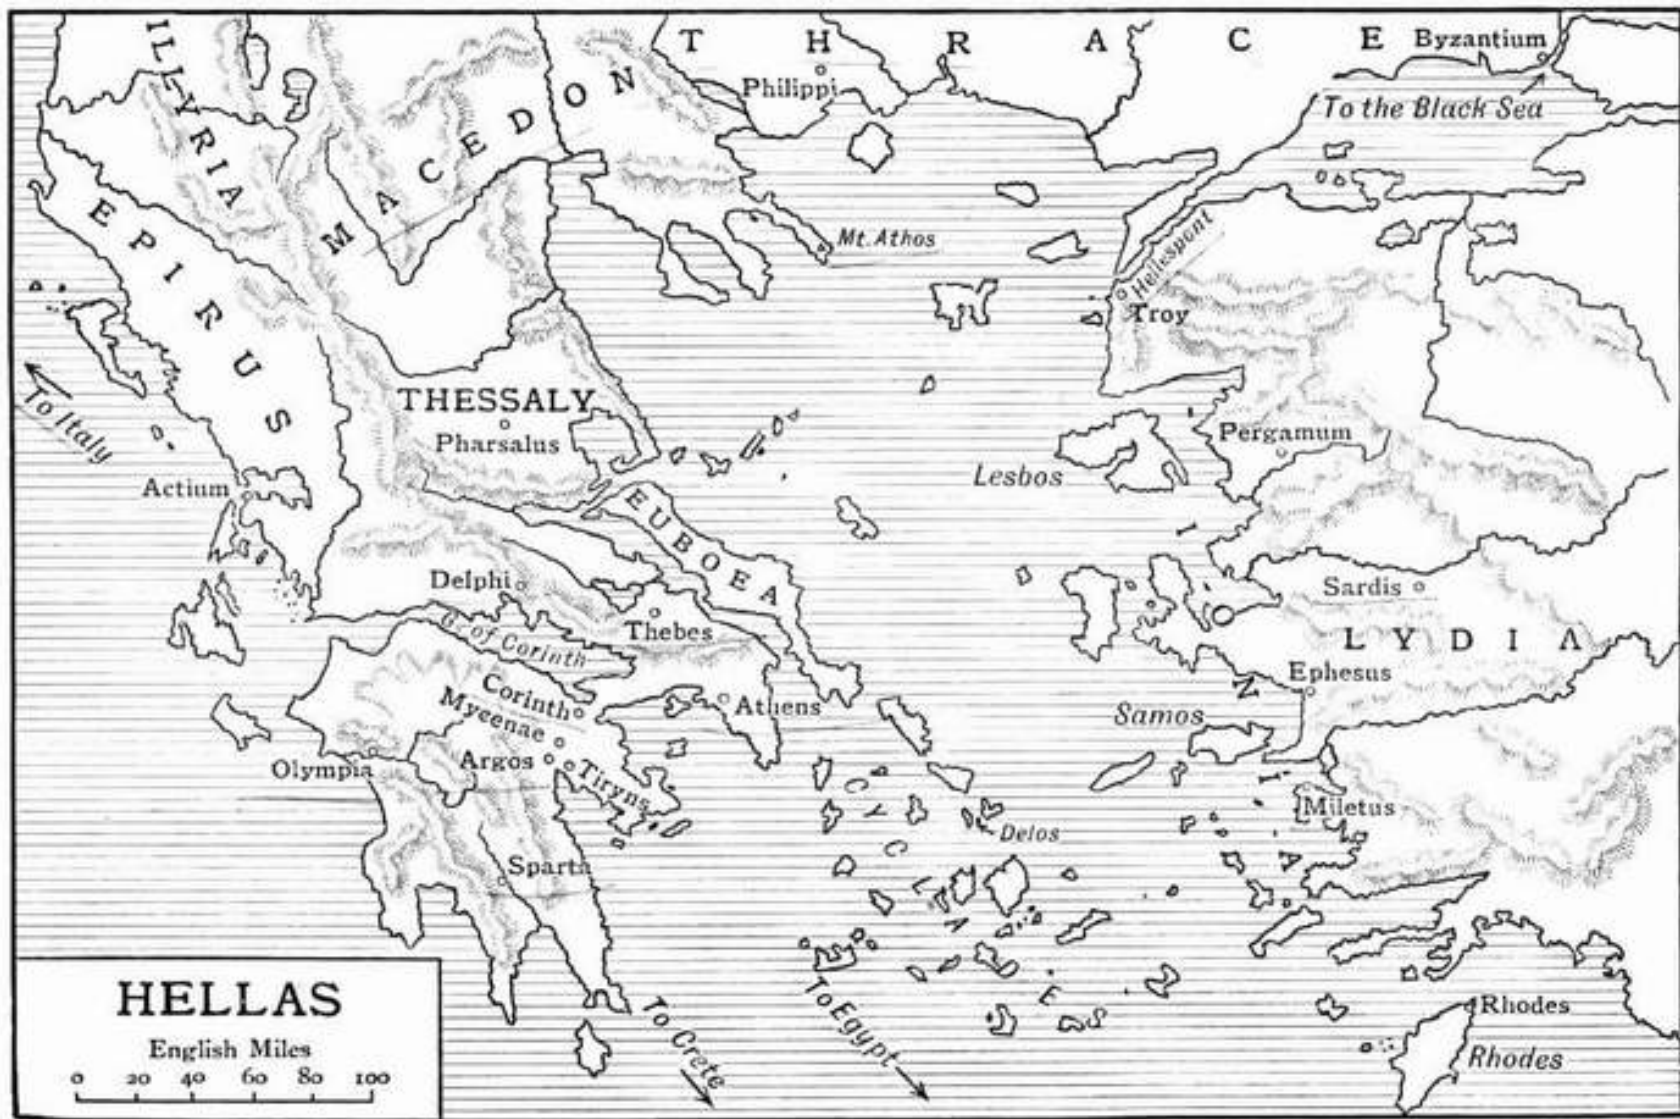 ILLYRIA
THRACE
Byzantium
MACEDON
Philippi
To the Black Sea
EPIRUS
Mt. Athos
Hellespont
Troy
To Italy
THESSALY
Pharsalus
Pergamum
Lesbos
Actium
EUBOEA
IONIA
Delphi
Sardis
Thebes
LYDIA
G. of Corinth
Ephesus
Corinth
Athens
Mycenae
Samos
Argos
Tiryns
Olympia
CYCLADES
Miletus
Delos
Sparta
HELLAS
English Miles
0 20 40 60 80 100
To Crete
To Egypt
Rhodes
Rhodes